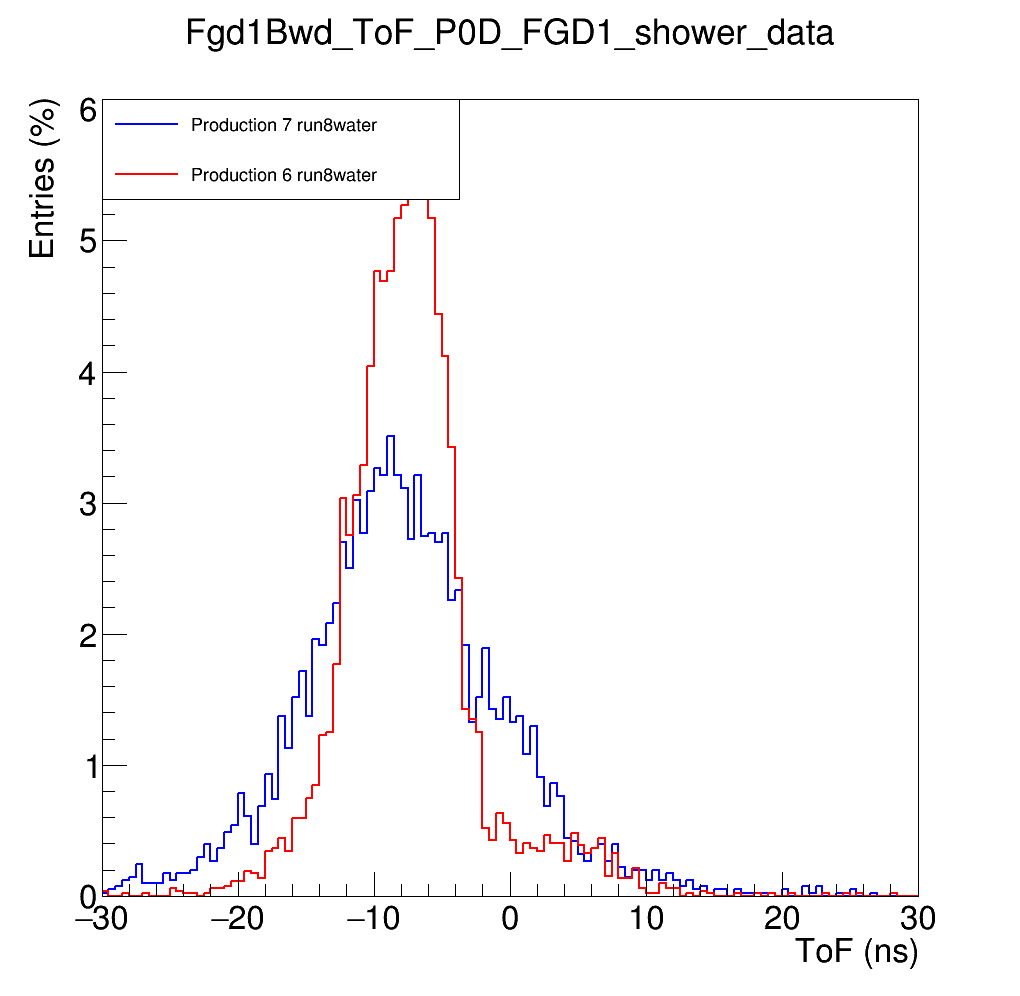 Fgd1Bwd_ToF_P0D_FGD1_shower_data
Entries (%)
Production 7 run8water
Production 6 run8water
6
5
4
3
2
1
0
−30 −20 −10 0 10 20 30
ToF (ns)